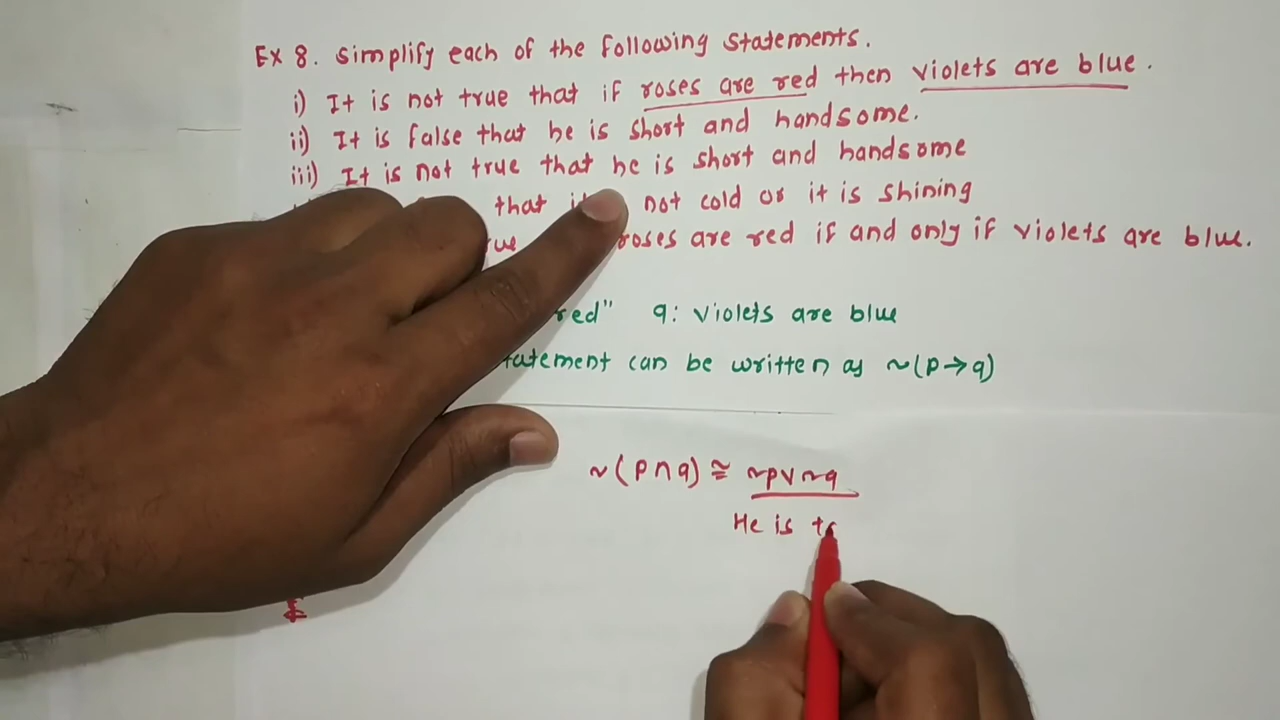 Ex 8. Simplify each of the following statements.
i) It is not true that if roses are red then violets are blue.
ii) It is false that he is short and handsome.
iii) It is not true that he is short and handsome
that not cold or it is shining
roses are red if and only if violets are blue.
red" q: violets are blue
statement can be written as ~(p→q)
~(p∩q) ≅ ~p∨~q
He is